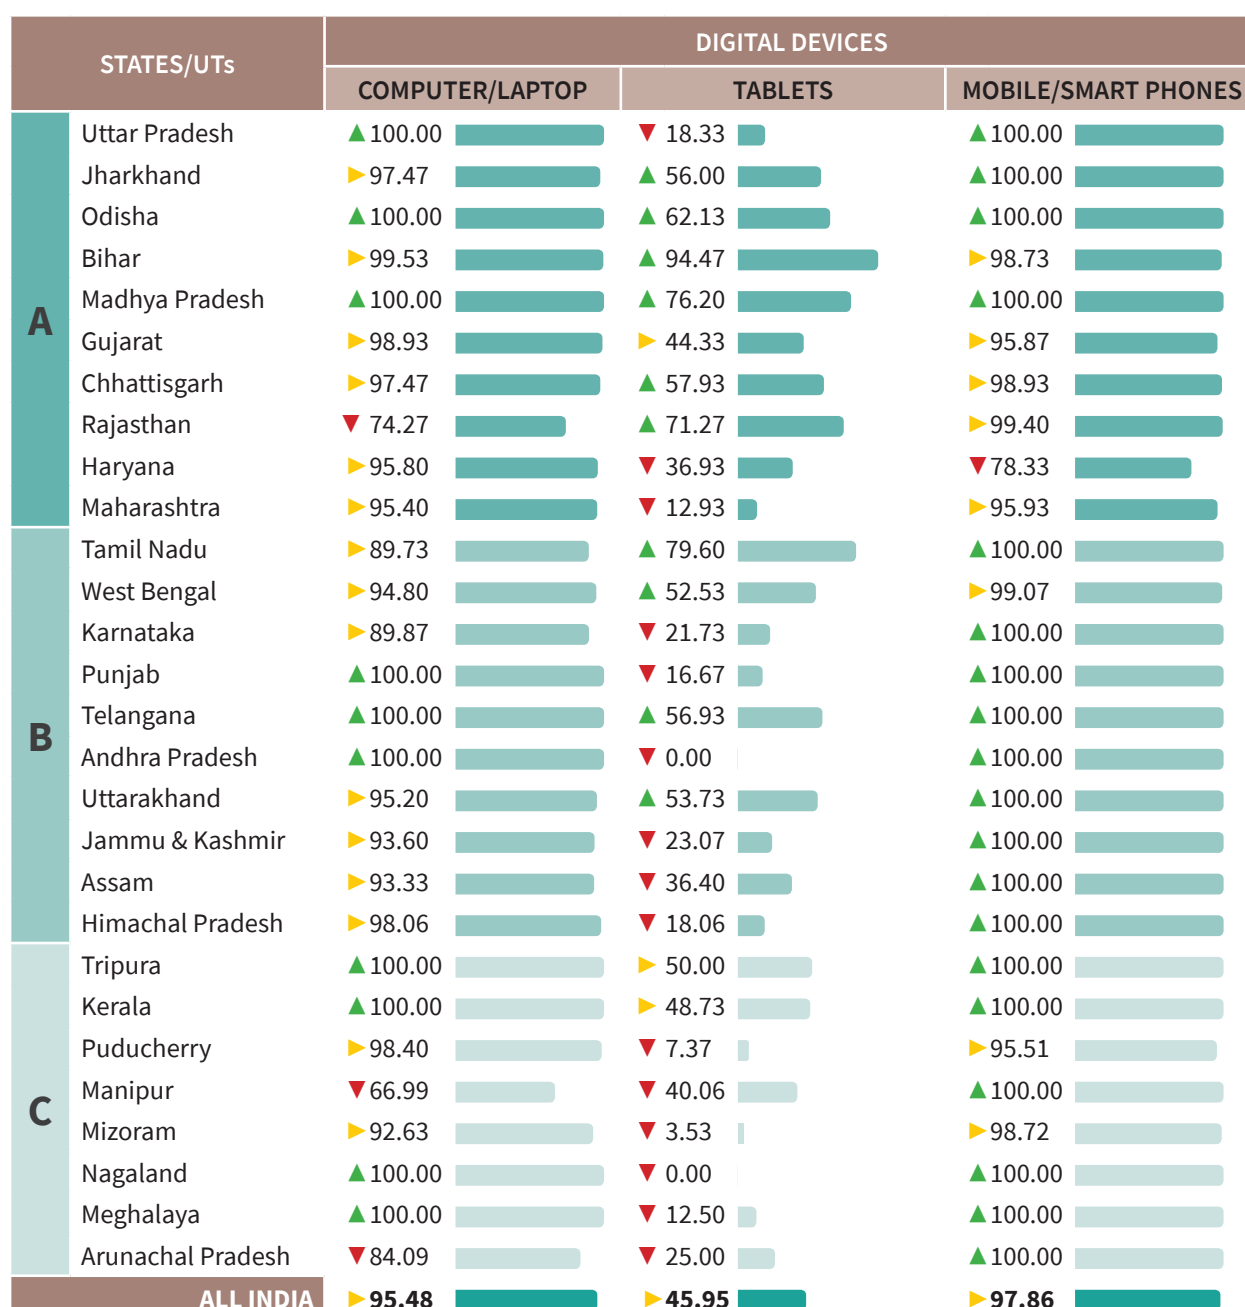 STATES/UTs
DIGITAL DEVICES
COMPUTER/LAPTOP TABLETS MOBILE/SMART PHONES
A
Uttar Pradesh 100.00 18.33 100.00
Jharkhand 97.47 56.00 100.00
Odisha 100.00 62.13 100.00
Bihar 99.53 94.47 98.73
Madhya Pradesh 100.00 76.20 100.00
Gujarat 98.93 44.33 95.87
Chhattisgarh 97.47 57.93 98.93
Rajasthan 74.27 71.27 99.40
Haryana 95.80 36.93 78.33
Maharashtra 95.40 12.93 95.93
B
Tamil Nadu 89.73 79.60 100.00
West Bengal 94.80 52.53 99.07
Karnataka 89.87 21.73 100.00
Punjab 100.00 16.67 100.00
Telangana 100.00 56.93 100.00
Andhra Pradesh 100.00 0.00 100.00
Uttarakhand 95.20 53.73 100.00
Jammu & Kashmir 93.60 23.07 100.00
Assam 93.33 36.40 100.00
Himachal Pradesh 98.06 18.06 100.00
C
Tripura 100.00 50.00 100.00
Kerala 100.00 48.73 100.00
Puducherry 98.40 7.37 95.51
Manipur 66.99 40.06 100.00
Mizoram 92.63 3.53 98.72
Nagaland 100.00 0.00 100.00
Meghalaya 100.00 12.50 100.00
Arunachal Pradesh 84.09 25.00 100.00
ALL INDIA 95.48 45.95 97.86